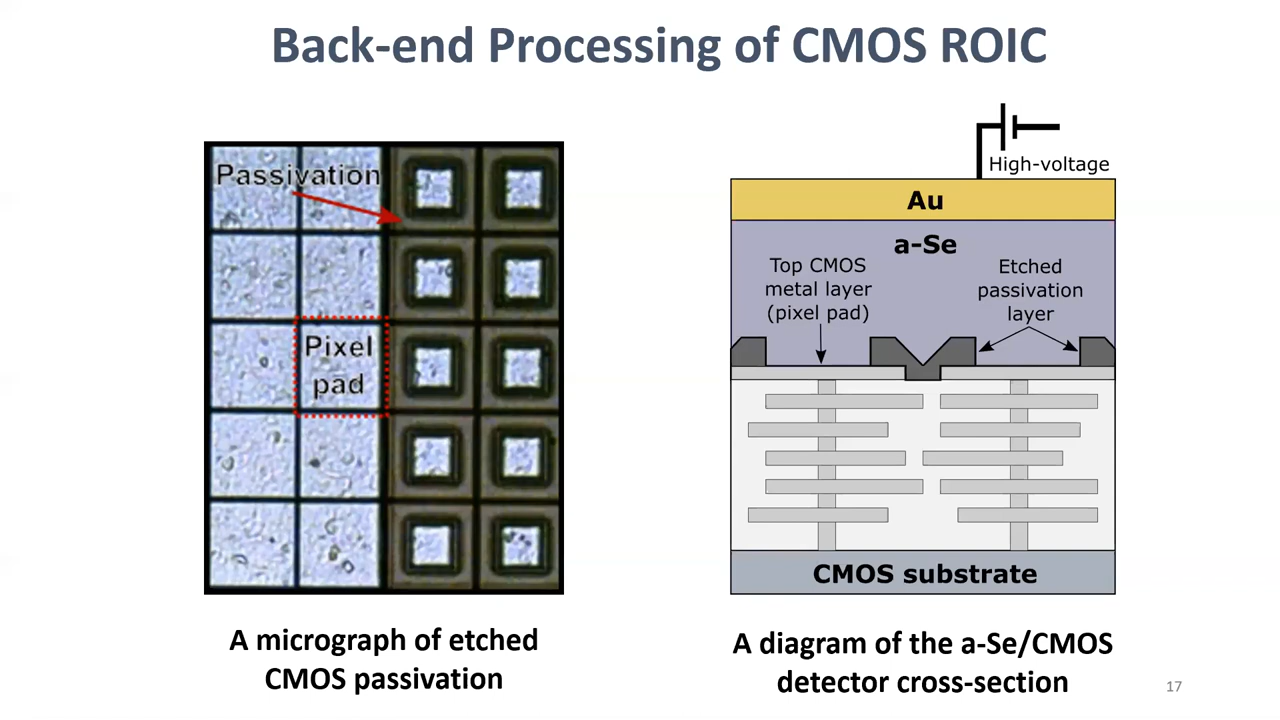 Back-end Processing of CMOS ROIC
Passivation
Pixel
pad
A micrograph of etched
CMOS passivation
High-voltage
Au
a-Se
Top CMOS
metal layer
(pixel pad)
Etched
passivation
layer
CMOS substrate
A diagram of the a-Se/CMOS
detector cross-section
17